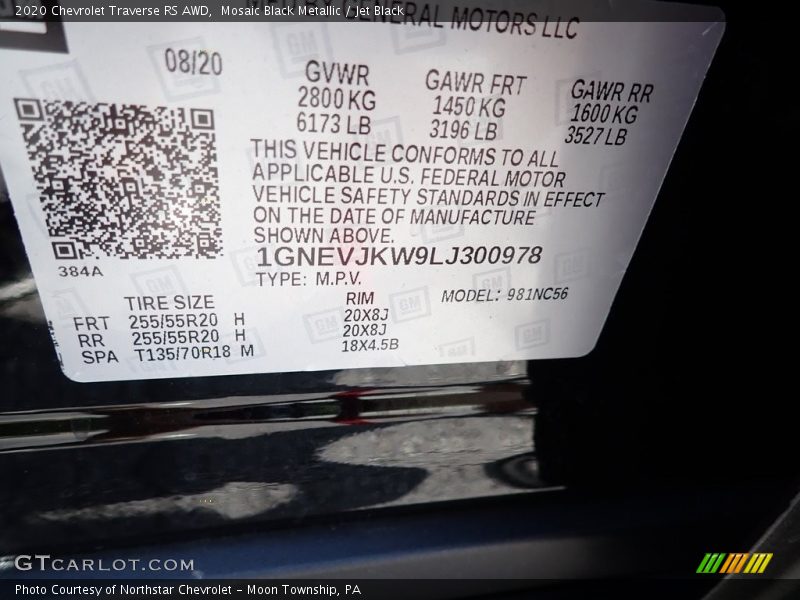 2020 Chevrolet Traverse RS AWD, Mosaic Black Metallic / Jet Black
BY GENERAL MOTORS LLC
08/20
GVWR
2800 KG
6173 LB
GAWR FRT
1450 KG
3196 LB
GAWR RR
1600 KG
3527 LB
THIS VEHICLE CONFORMS TO ALL
APPLICABLE U.S. FEDERAL MOTOR
VEHICLE SAFETY STANDARDS IN EFFECT
ON THE DATE OF MANUFACTURE
SHOWN ABOVE.
1GNEVJKW9LJ300978
TYPE: M.P.V.
384A
MODEL: 981NC56
TIRE SIZE RIM
FRT 255/55R20 H 20X8J
RR 255/55R20 H 20X8J
SPA T135/70R18 M 18X4.5B
GTCARLOT.COM
Photo Courtesy of Northstar Chevrolet - Moon Township, PA